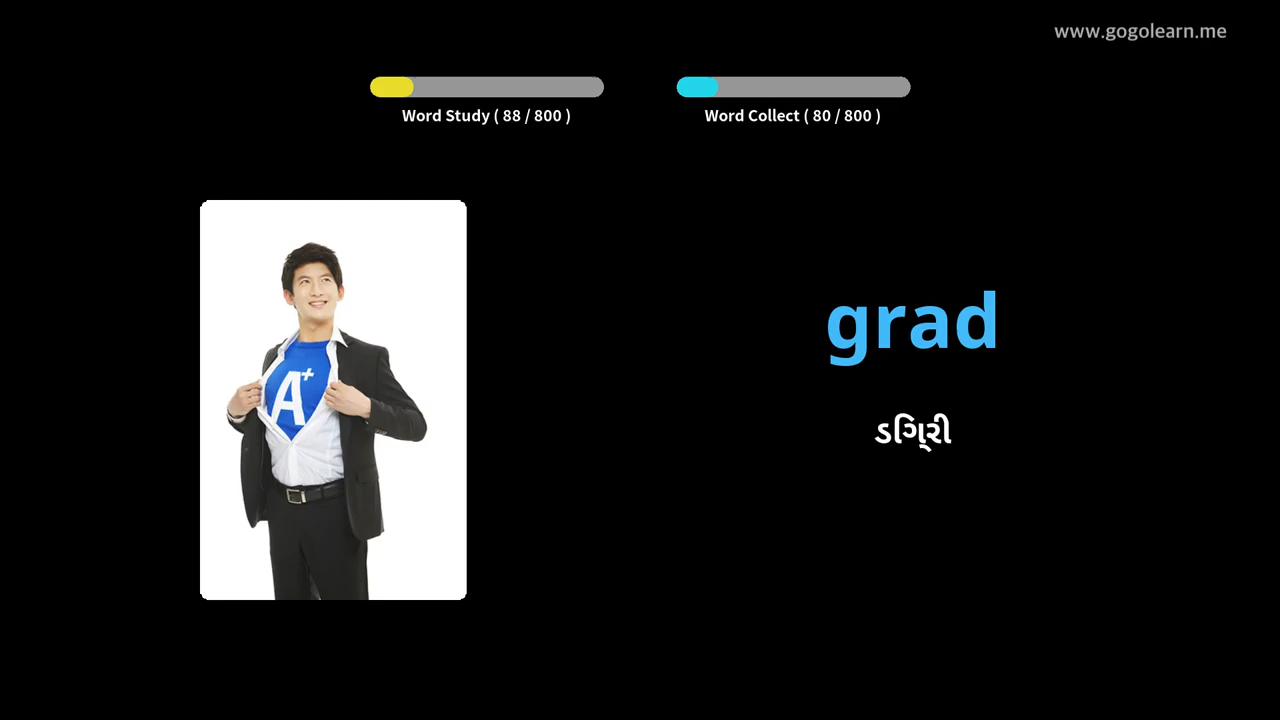 www.gogolearn.me
Word Study ( 88 / 800 )
Word Collect ( 80 / 800 )
A+
grad
ડિગ્રી